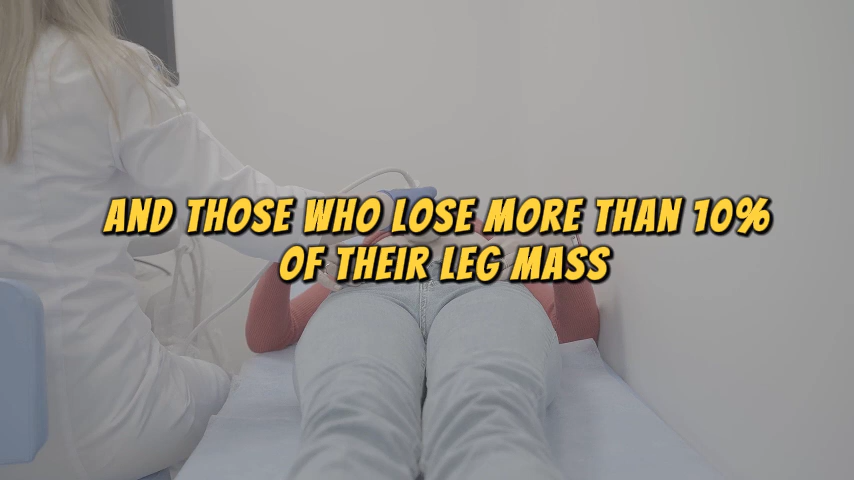 AND THOSE WHO LOSE MORE THAN 10%
OF THEIR LEG MASS